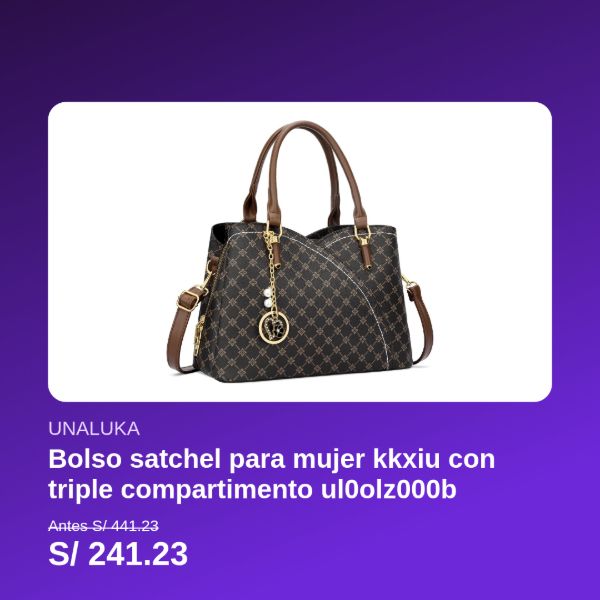 UNALUKA
Bolso satchel para mujer kkxiu con
triple compartimento ul0olz000b
Antes S/ 441.23
S/ 241.23